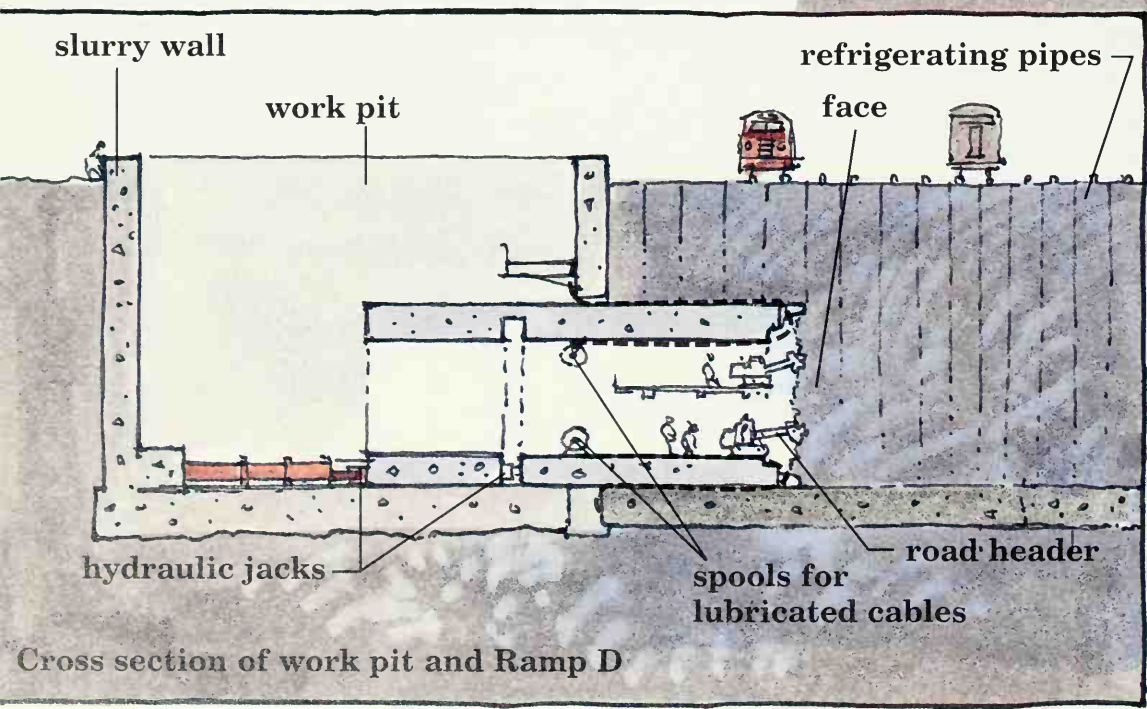 slurry wall
refrigerating pipes
work pit
face
hydraulic jacks
road header
spools for
lubricated cables
Cross section of work pit and Ramp D